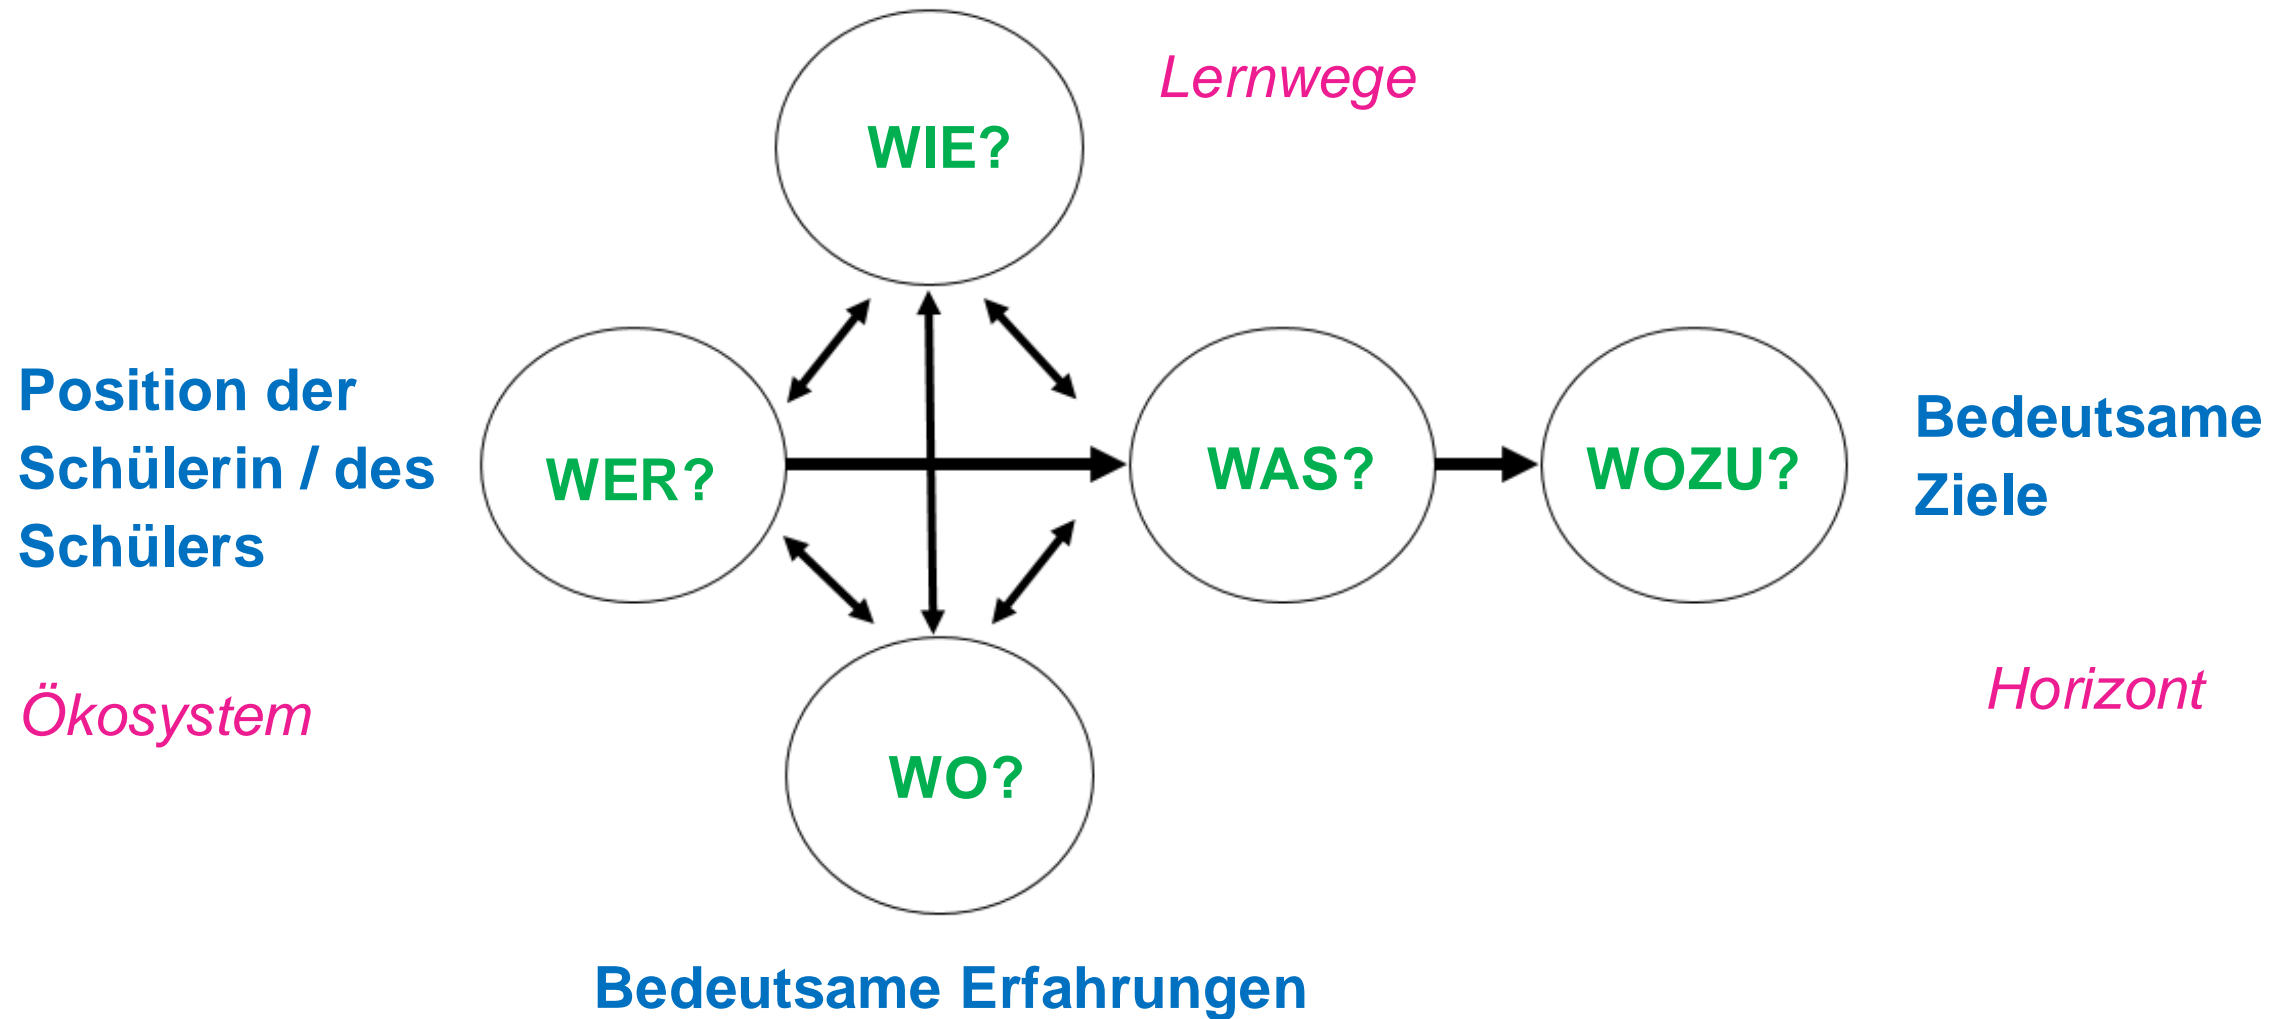 Lernwege
WIE?
Position der
Schülerin / des
Schülers
WER?
WAS?
WOZU?
Bedeutsame
Ziele
Ökosystem
Horizont
WO?
Bedeutsame Erfahrungen